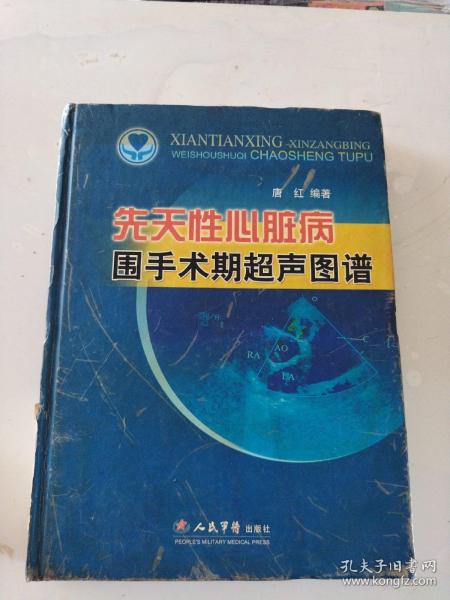 XIANTIANXING-XINZANGBING
WEISHOUSHUQI CHAOSHENG TUPU
唐 红 编著
先天性心脏病
围手术期超声图谱
RA
AO
LA
人民军医出版社
PEOPLE'S MILITARY MEDICAL PRESS
孔夫子旧书网
www.kongfz.com